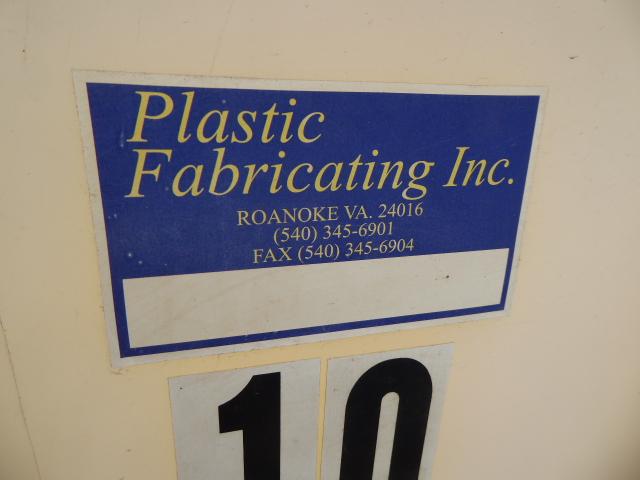 Plastic
Fabricating Inc.
ROANOKE VA. 24016
(540) 345-6901
FAX (540) 345-6904
10